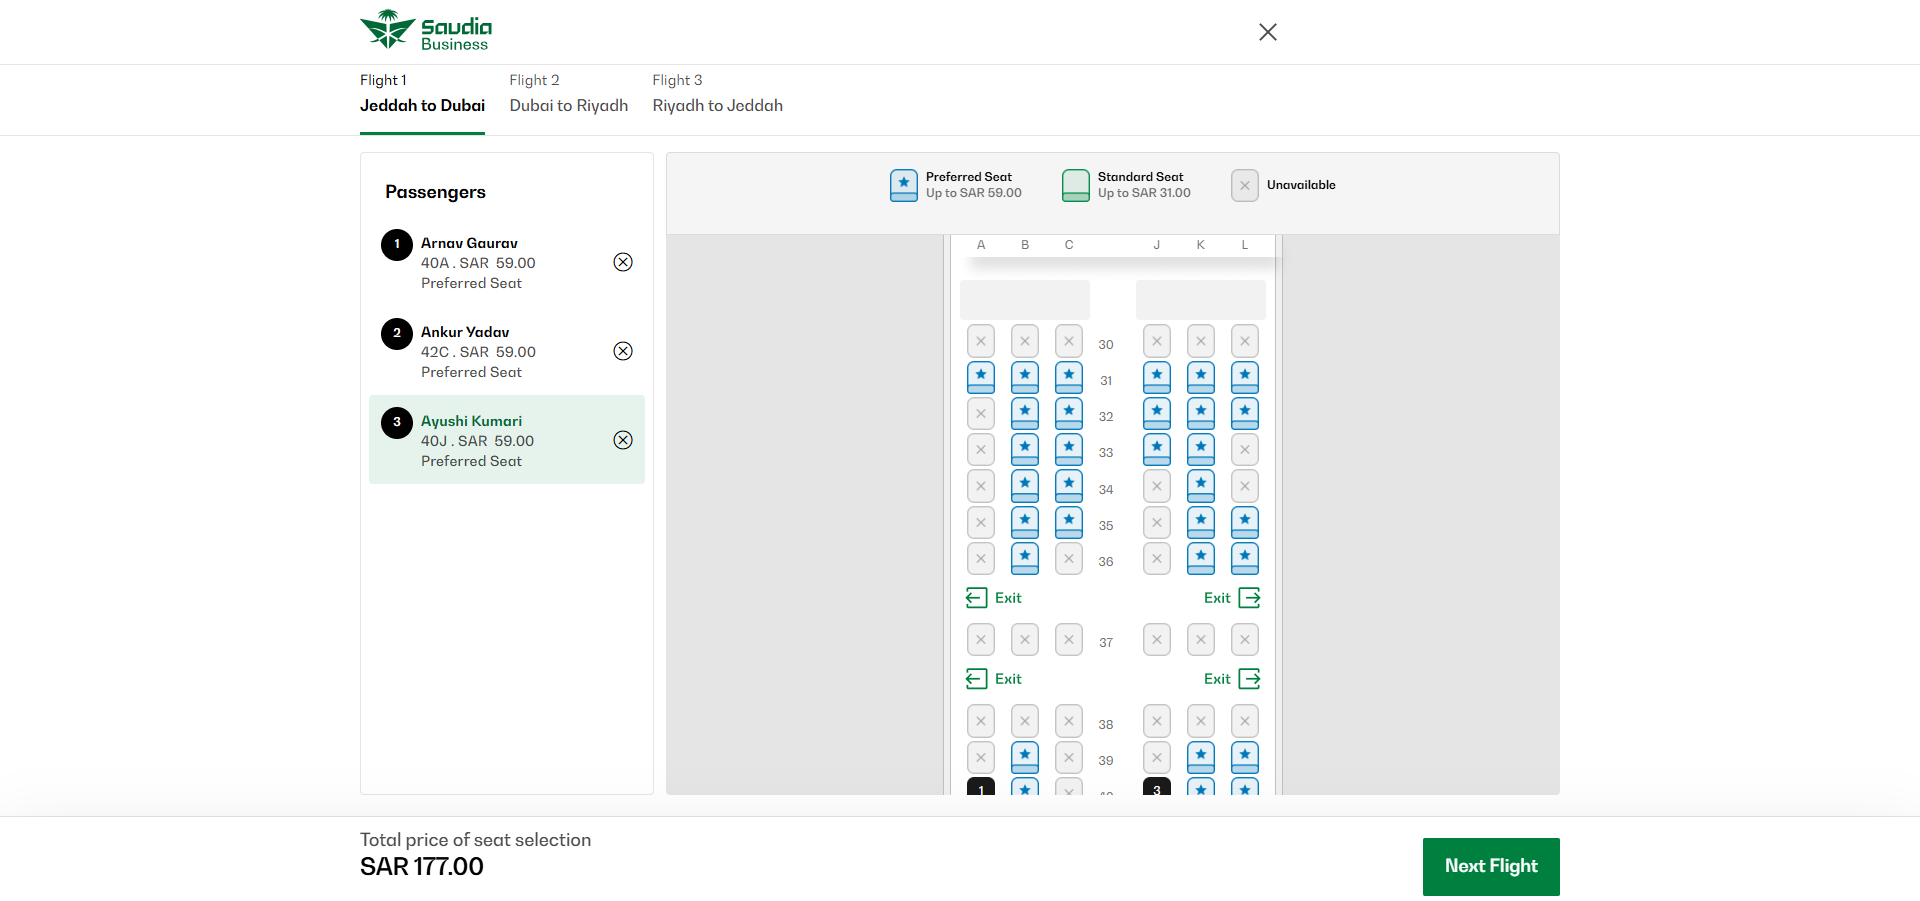 Saudia
Business
Flight 1
Jeddah to Dubai
Flight 2
Dubai to Riyadh
Flight 3
Riyadh to Jeddah
Passengers
1
Arnav Gaurav
40A . SAR 59.00
Preferred Seat
2
Ankur Yadav
42C . SAR 59.00
Preferred Seat
3
Ayushi Kumari
40J . SAR 59.00
Preferred Seat
Preferred Seat
Up to SAR 59.00
Standard Seat
Up to SAR 31.00
Unavailable
A B C J K L
30
31
32
33
34
35
36
Exit Exit
37
Exit Exit
38
39
1 3
Total price of seat selection
SAR 177.00
Next Flight